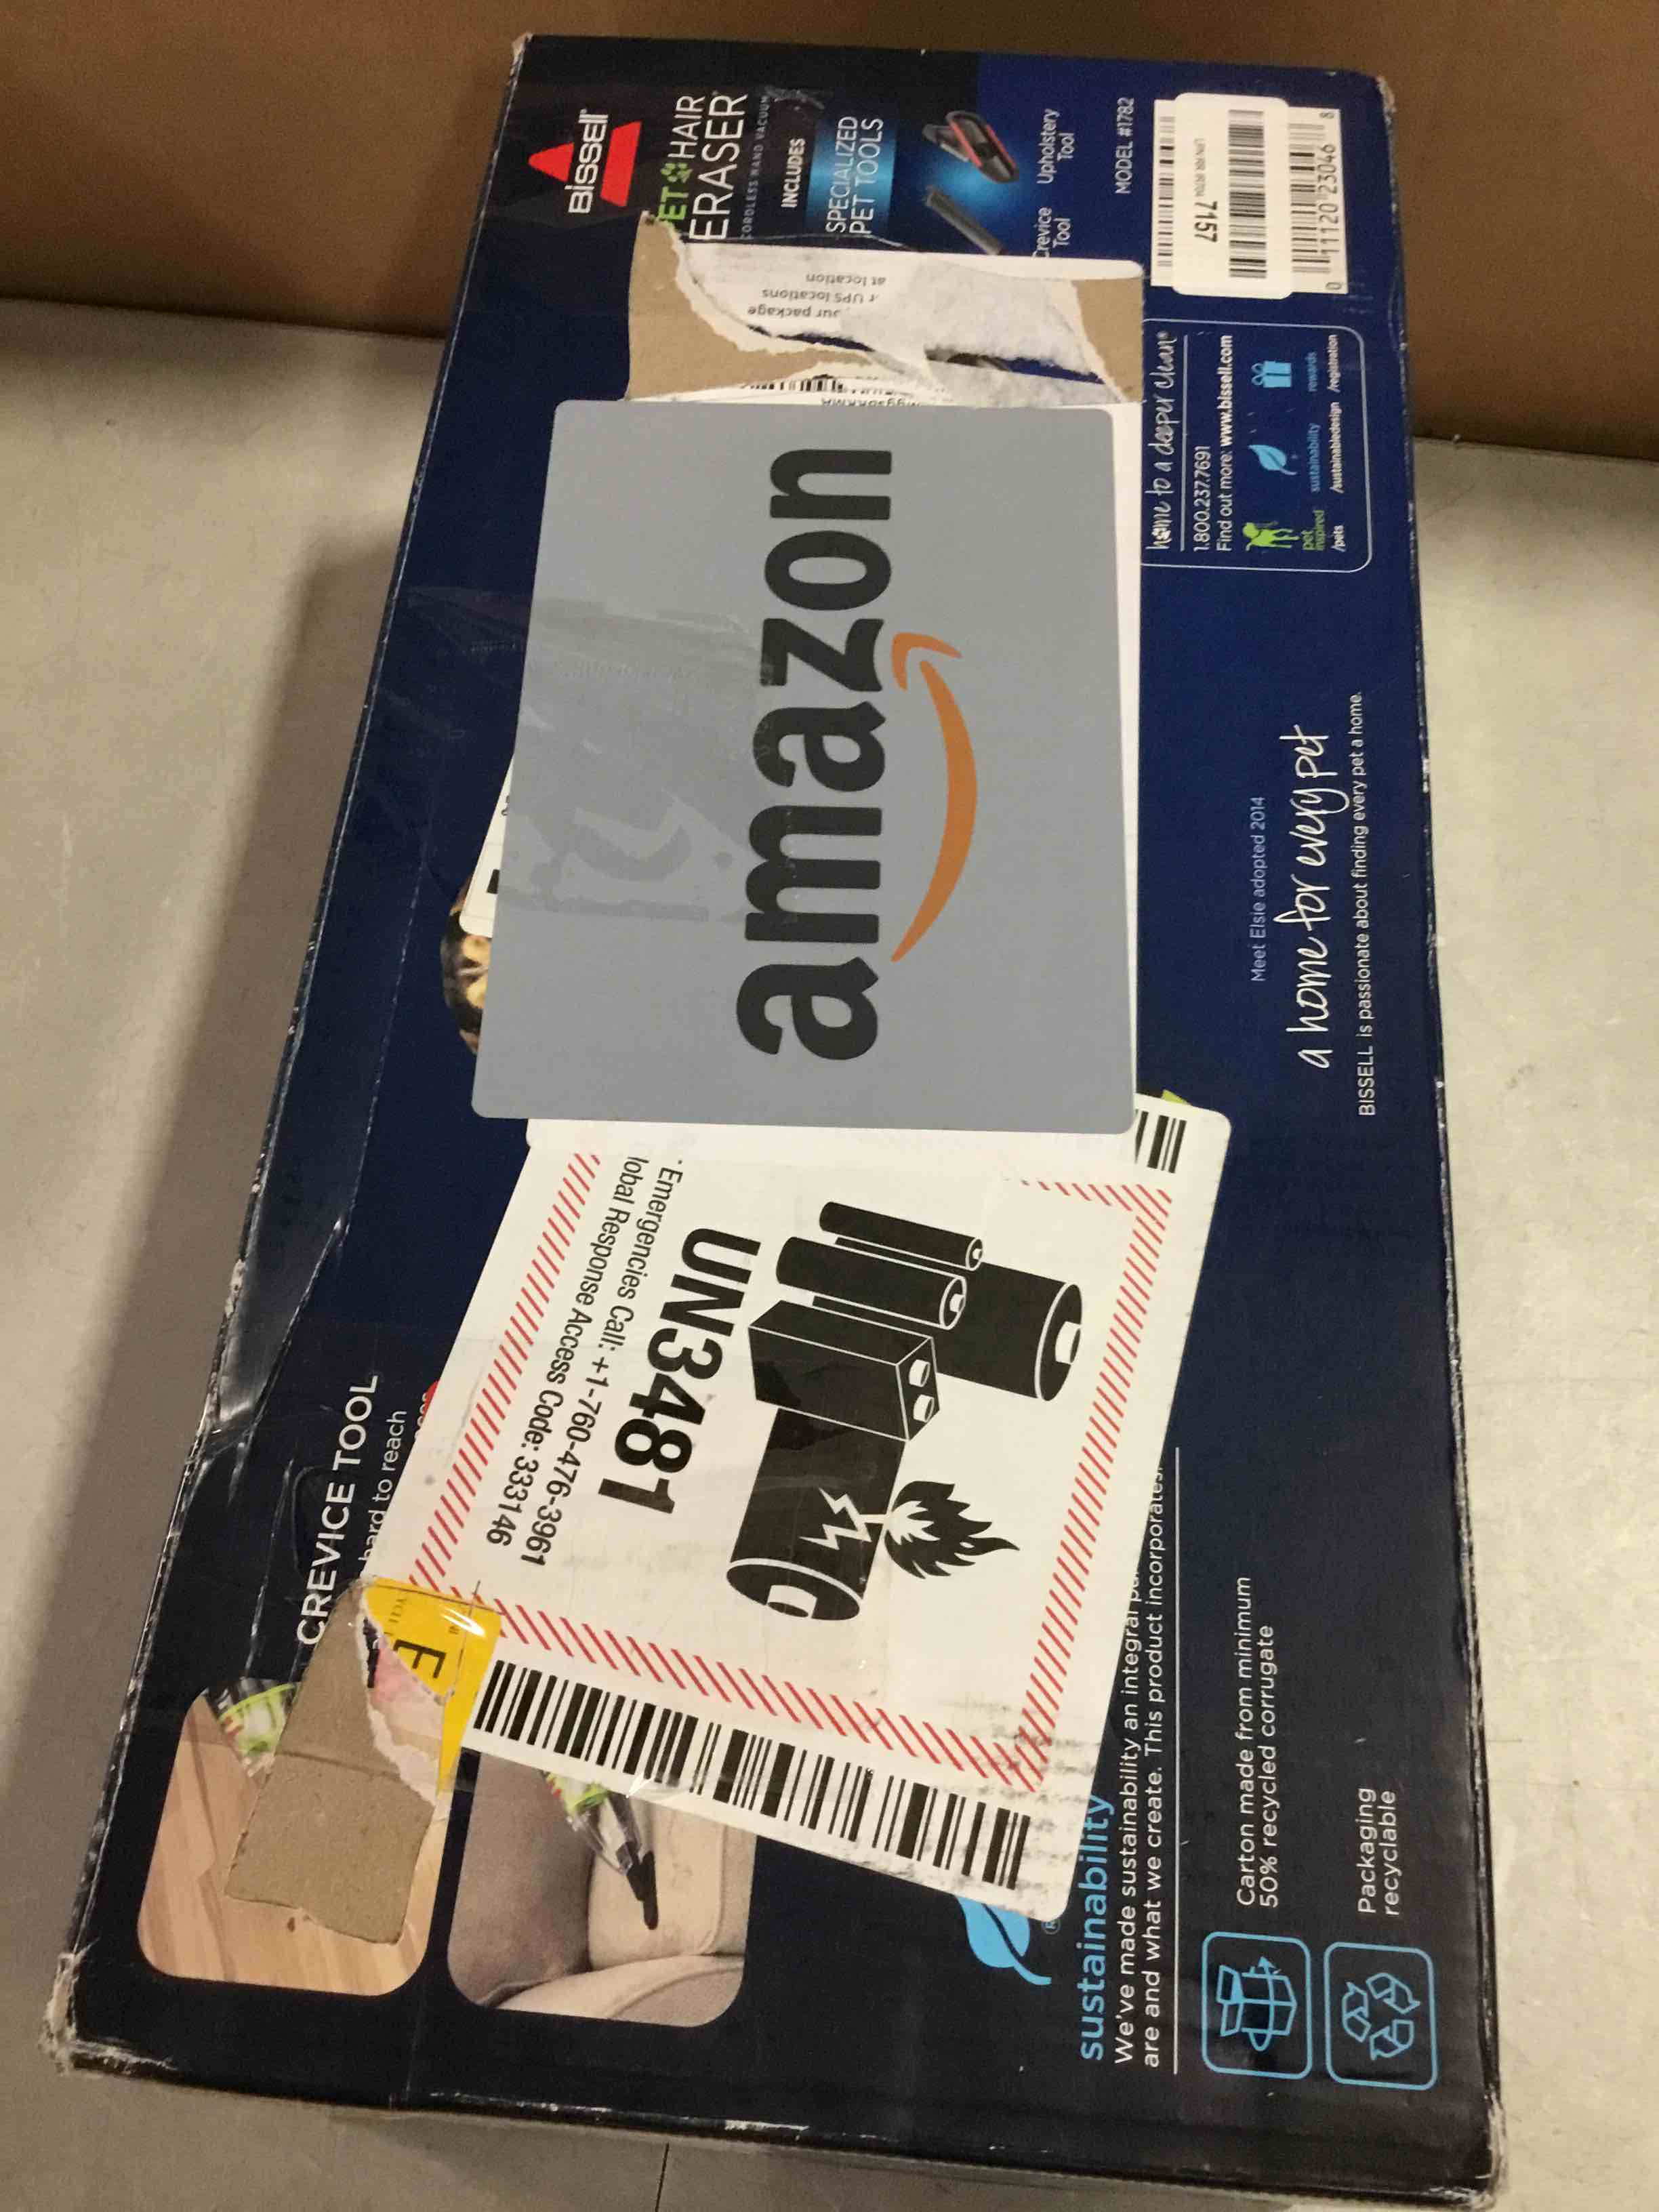 BISSELL
PET HAIR
ERASER
CORDLESS HAND VACUUM
INCLUDES
SPECIALIZED
PET TOOLS
Crevice
Tool
Upholstery
Tool
MODEL #1782
LPN
7157
0 11120 23046 8
our package
r UPS locations
at location
home to a deeper clean
1.800.237.7691
Find out more: www.bissell.com
pet
inspired
/pets
sustainability
/sustainabledesign
rewards
/registration
amazon
Meet Elsie adopted 2014
a home for every pet
BISSELL is passionate about finding every pet a home.
UN3481
Emergencies Call: +1-760-476-3961
lobal Response Access Code: 333146
CREVICE TOOL
hard to reach
E
sustainability
We've made sustainability an integral
are and what we create. This product incorporates:
Carton made from minimum
50% recycled corrugate
Packaging
recyclable